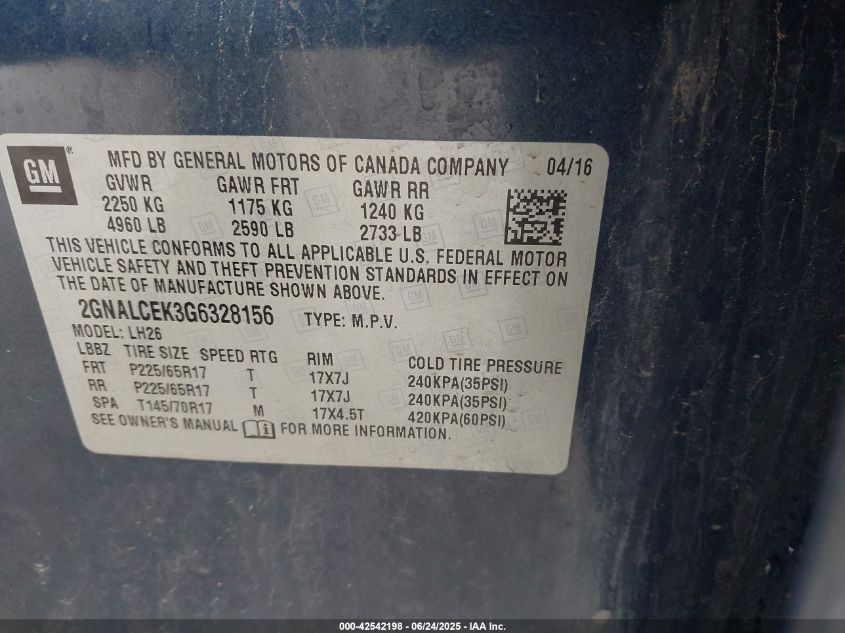 GM ® MFD BY GENERAL MOTORS OF CANADA COMPANY 04/16
GVWR GAWR FRT GAWR RR
2250 KG 1175 KG 1240 KG
4960 LB 2590 LB 2733 LB
THIS VEHICLE CONFORMS TO ALL APPLICABLE U.S. FEDERAL MOTOR
VEHICLE SAFETY AND THEFT PREVENTION STANDARDS IN EFFECT ON
THE DATE OF MANUFACTURE SHOWN ABOVE.
2GNALCEK3G6328156 TYPE: M.P.V.
MODEL: LH26
LBBZ TIRE SIZE SPEED RTG RIM COLD TIRE PRESSURE
FRT P225/65R17 T 17X7J 240KPA(35PSI)
RR P225/65R17 T 17X7J 240KPA(35PSI)
SPA T145/70R17 M 17X4.5T 420KPA(60PSI)
SEE OWNER'S MANUAL FOR MORE INFORMATION.
000-42542198 - 06/24/2025 - IAA Inc.